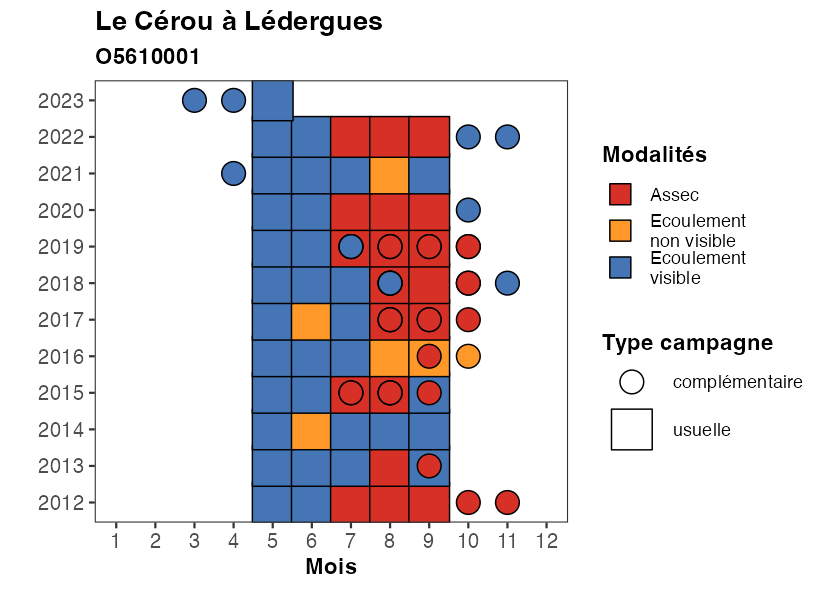 Le Cérou à Lédergues
O5610001
2023
2022
2021
2020
2019
2018
2017
2016
2015
2014
2013
2012
1 2 3 4 5 6 7 8 9 10 11 12
Mois
Modalités
Assec
Ecoulement
non visible
Ecoulement
visible
Type campagne
complémentaire
usuelle